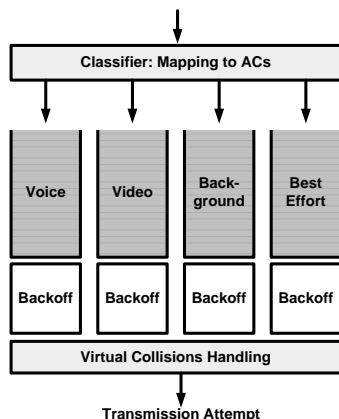 Classifier: Mapping to ACs
Voice
Video
Back-
ground
Best
Effort
Backoff
Backoff
Backoff
Backoff
Virtual Collisions Handling
Transmission Attempt